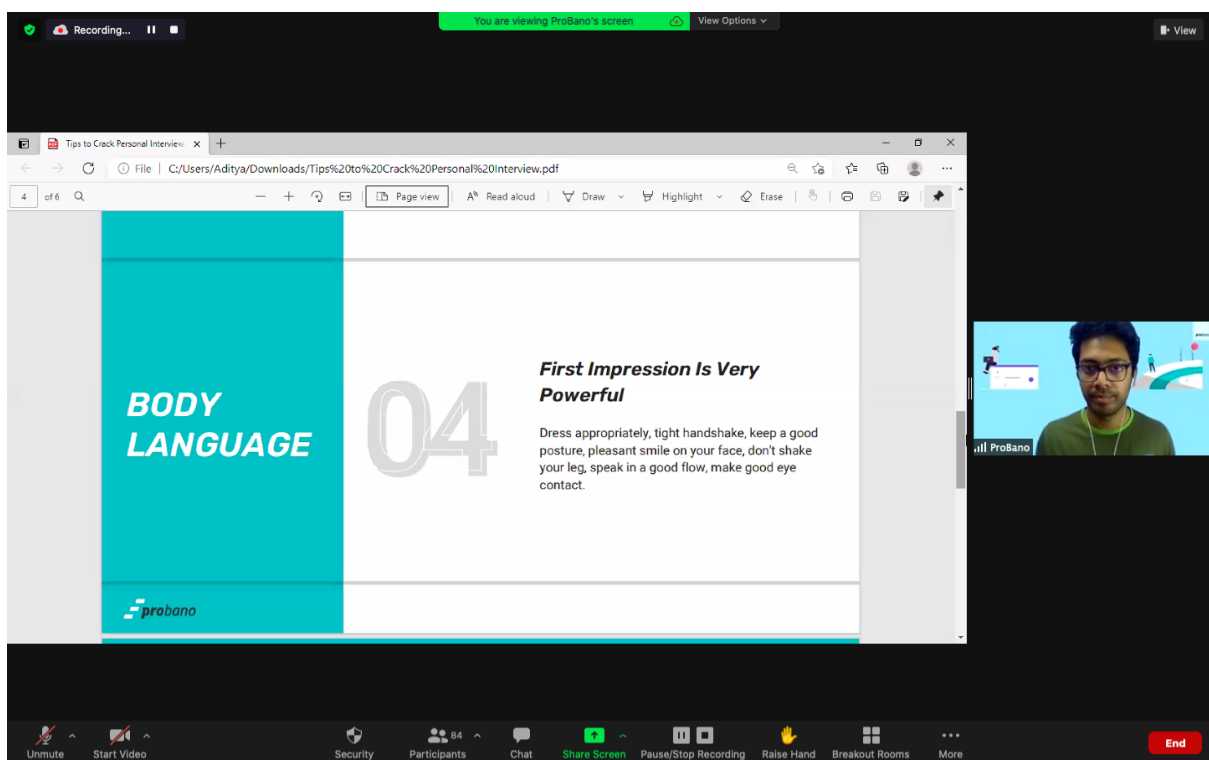 Recording...
You are viewing ProBano's screen
View Options
View
Tips to Crack Personal Interview.
File | C:/Users/Aditya/Downloads/Tips%20to%20Crack%20Personal%20Interview.pdf
4 of 6
Page view
Read aloud
Draw
Highlight
Erase
BODY
LANGUAGE
04
First Impression Is Very
Powerful
Dress appropriately, tight handshake, keep a good
posture, pleasant smile on your face, don't shake
your leg, speak in a good flow, make good eye
contact.
probano
ProBano
Unmute
Start Video
Security
84
Participants
Chat
Share Screen
Pause/Stop Recording
Raise Hand
Breakout Rooms
More
End